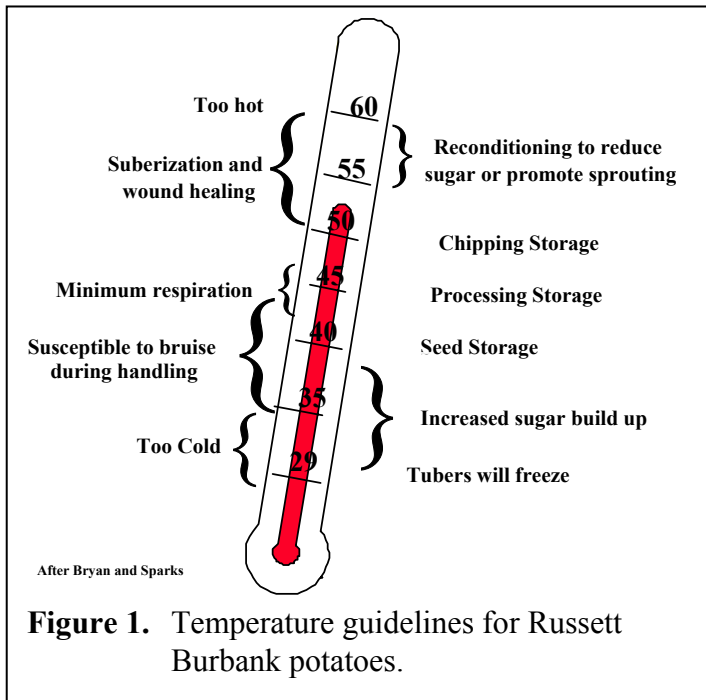 Too hot
60
Reconditioning to reduce
sugar or promote sprouting
Suberization and
wound healing
55
50
Chipping Storage
45
Minimum respiration
Processing Storage
40
Susceptible to bruise
during handling
Seed Storage
35
Increased sugar build up
Too Cold
29
Tubers will freeze
After Bryan and Sparks
Figure 1. Temperature guidelines for Russett
Burbank potatoes.